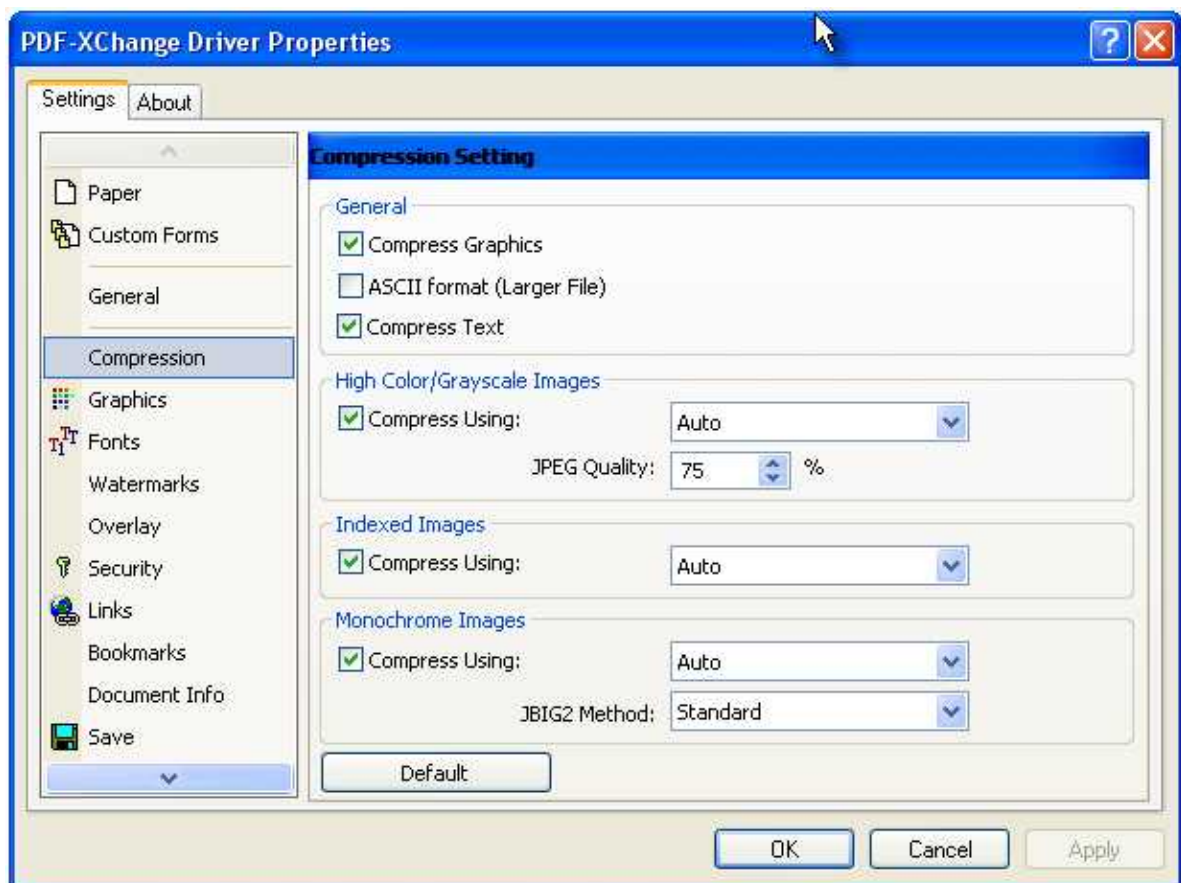 PDF-XChange Driver Properties
Settings
About
Paper
Custom Forms
General
Compression
Graphics
Fonts
Watermarks
Overlay
Security
Links
Bookmarks
Document Info
Save
Compression Setting
General
Compress Graphics
ASCII format (Larger File)
Compress Text
High Color/Grayscale Images
Compress Using: Auto
JPEG Quality: 75 %
Indexed Images
Compress Using: Auto
Monochrome Images
Compress Using: Auto
JBIG2 Method: Standard
Default
OK
Cancel
Apply